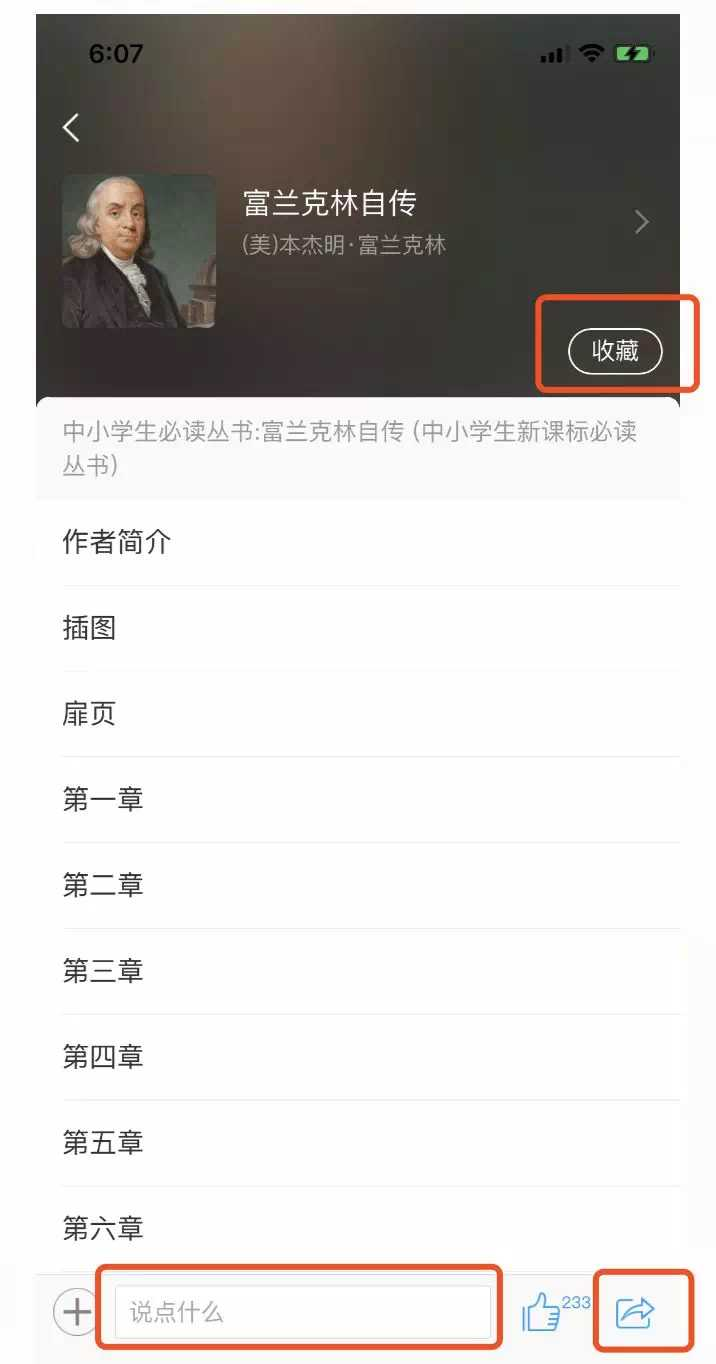 6:07
富兰克林自传
(美)本杰明·富兰克林
收藏
中小学生必读丛书:富兰克林自传 (中小学生新课标必读
丛书)
作者简介
插图
扉页
第一章
第二章
第三章
第四章
第五章
第六章
说点什么
233